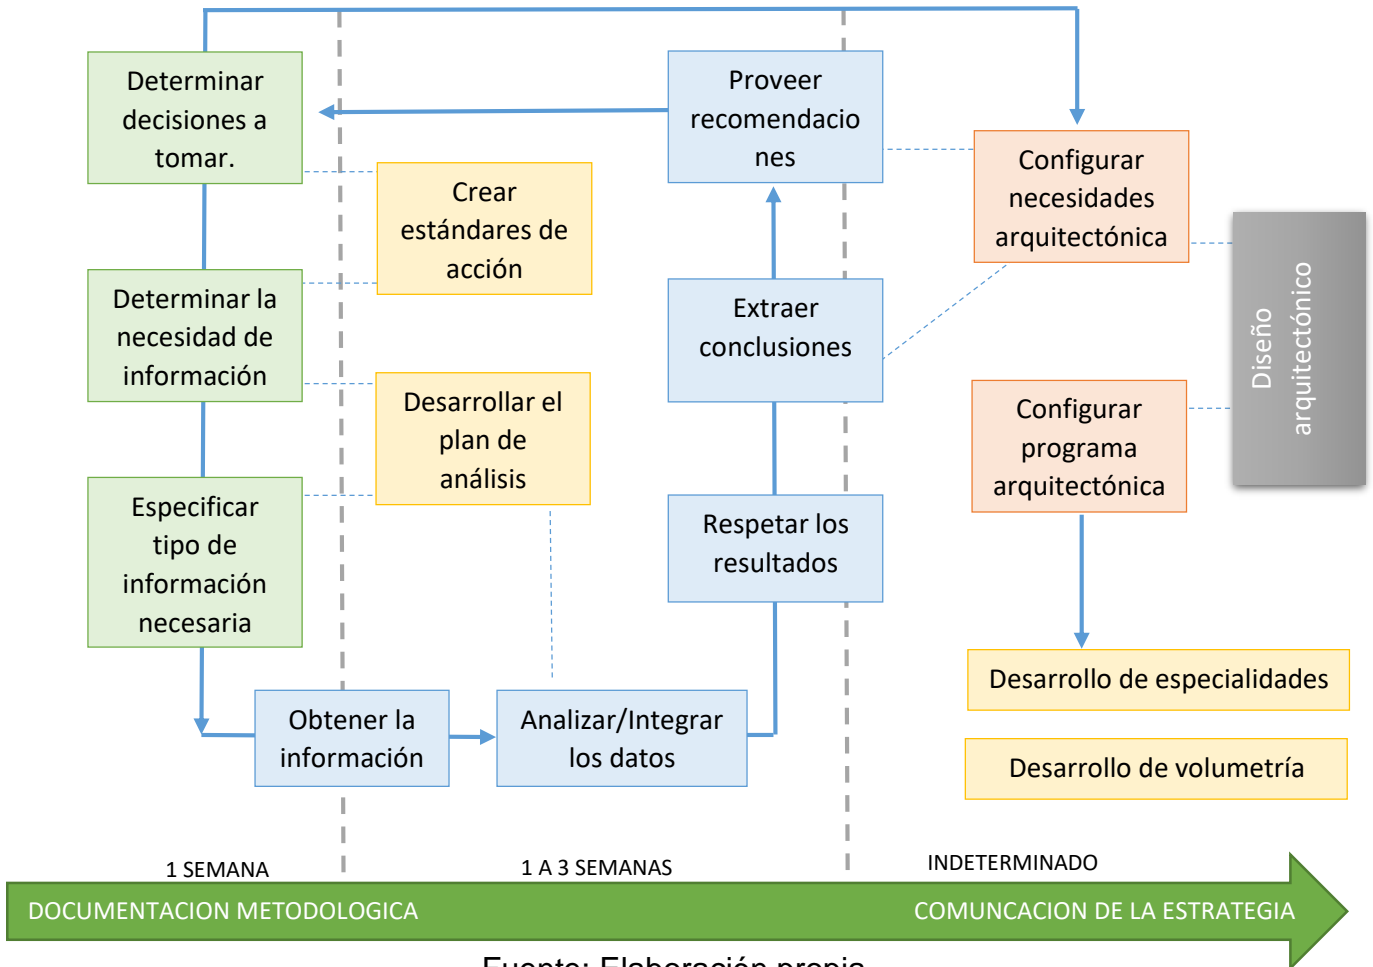 Determinar
decisiones a
tomar.
Proveer
recomendacio
nes
Crear
estándares de
acción
Configurar
necesidades
arquitectónica
Determinar la
necesidad de
información
Extraer
conclusiones
Diseño
arquitectónico
Desarrollar el
plan de
análisis
Configurar
programa
arquitectónica
Especificar
tipo de
información
necesaria
Respetar los
resultados
Obtener la
información
Analizar/Integrar
los datos
Desarrollo de especialidades
Desarrollo de volumetría
1 SEMANA
1 A 3 SEMANAS
INDETERMINADO
DOCUMENTACION METODOLOGICA
COMUNCACION DE LA ESTRATEGIA
Fuente: Elaboración propia